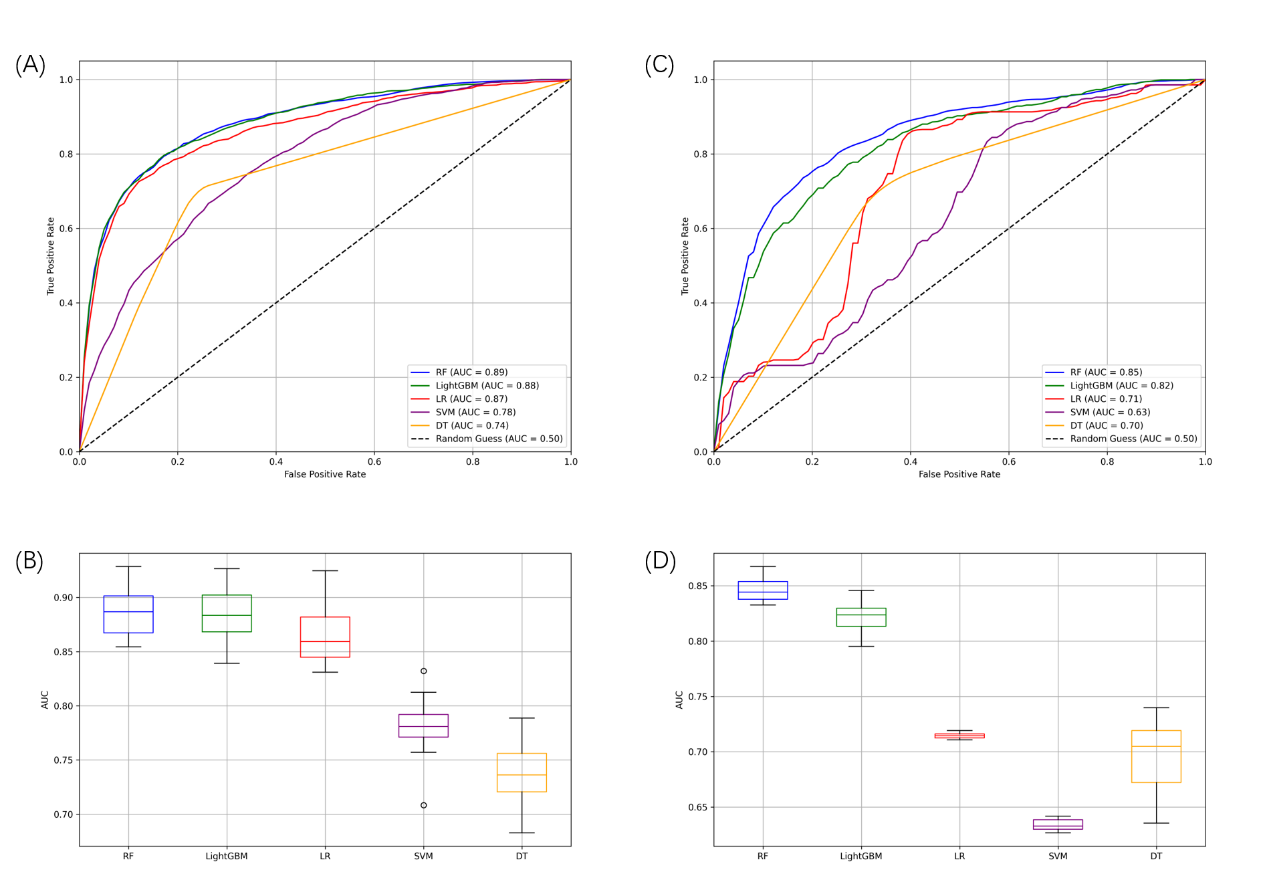 (A)
1.0
0.8
0.6
0.4
0.2
0.0
True Positive Rate
0.0 0.2 0.4 0.6 0.8 1.0
False Positive Rate
RF (AUC = 0.89)
LightGBM (AUC = 0.88)
LR (AUC = 0.87)
SVM (AUC = 0.78)
DT (AUC = 0.74)
Random Guess (AUC = 0.50)
(C)
1.0
0.8
0.6
0.4
0.2
0.0
True Positive Rate
0.0 0.2 0.4 0.6 0.8 1.0
False Positive Rate
RF (AUC = 0.85)
LightGBM (AUC = 0.82)
LR (AUC = 0.71)
SVM (AUC = 0.63)
DT (AUC = 0.70)
Random Guess (AUC = 0.50)
(B)
0.90
0.85
0.80
0.75
0.70
AUC
RF LightGBM LR SVM DT
(D)
0.85
0.80
0.75
0.70
0.65
AUC
RF LightGBM LR SVM DT